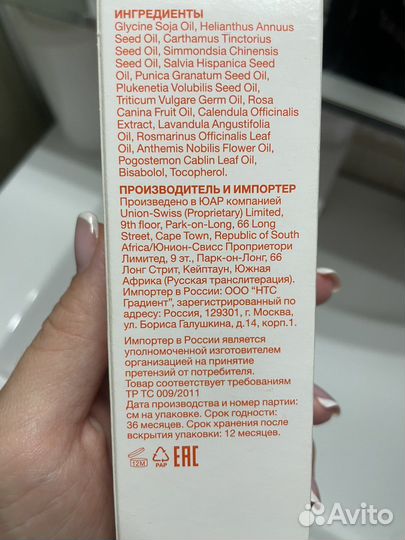 ИНГРЕДИЕНТЫ
Glycine Soja Oil, Helianthus Annuus
Seed Oil, Carthamus Tinctorius
Seed Oil, Simmondsia Chinensis
Seed Oil, Salvia Hispanica Seed
Oil, Punica Granatum Seed Oil,
Plukenetia Volubilis Seed Oil,
Triticum Vulgare Germ Oil, Rosa
Canina Fruit Oil, Calendula Officinalis
Extract, Lavandula Angustifolia
Oil, Rosmarinus Officinalis Leaf
Oil, Anthemis Nobilis Flower Oil,
Pogostemon Cablin Leaf Oil,
Bisabolol, Tocopherol.
ПРОИЗВОДИТЕЛЬ И ИМПОРТЕР
Произведено в ЮАР компанией
Union-Swiss (Proprietary) Limited,
9th floor, Park-on-Long, 66 Long
Street, Cape Town, Republic of South
Africa/Юнион-Свисс Проприетори
Лимитед, 9 эт., Парк-он-Лонг, 66
Лонг Стрит, Кейптаун, Южная
Африка (Русская транслитерация).
Импортер в России: ООО "НТС
Градиент", зарегистрированный по
адресу: Россия, 129301, г. Москва,
ул. Бориса Галушкина, д.14, корп.1.
Импортер в России является
уполномоченной изготовителем
организацией на принятие
претензий от потребителя.
Товар соответствует требованиям
ТР ТС 009/2011
Дата производства и номер партии:
см на упаковке. Срок годности:
36 месяцев. Срок хранения после
вскрытия упаковки: 12 месяцев.
12M PAP EAC
Avito